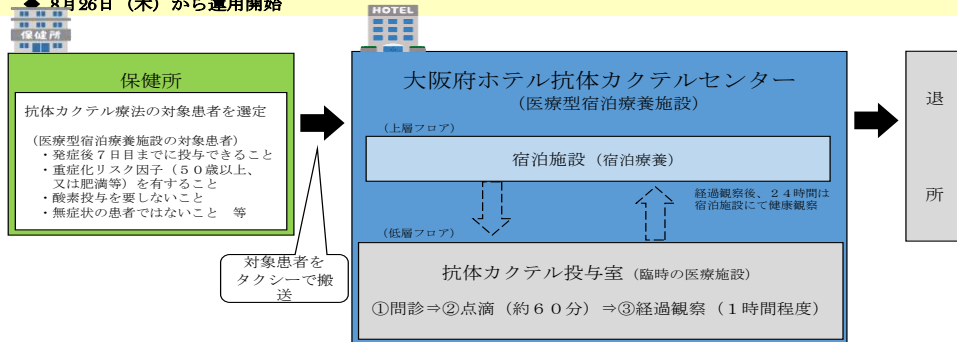 ◆ 8月26日（木）から運用開始
保健所
HOTEL
保健所
抗体カクテル療法の対象患者を選定
（医療型宿泊療養施設の対象患者）
・発症後７日目までに投与できること
・重症化リスク因子（５０歳以上、
又は肥満等）を有すること
・酸素投与を要しないこと
・無症状の患者ではないこと　等
対象患者を
タクシーで搬
送
大阪府ホテル抗体カクテルセンター
（医療型宿泊療養施設）
（上層フロア）
宿泊施設（宿泊療養）
経過観察後、２４時間は
宿泊施設にて健康観察
（低層フロア）
抗体カクテル投与室（臨時の医療施設）
①問診⇒②点滴（約６０分）⇒③経過観察（１時間程度）
退
所